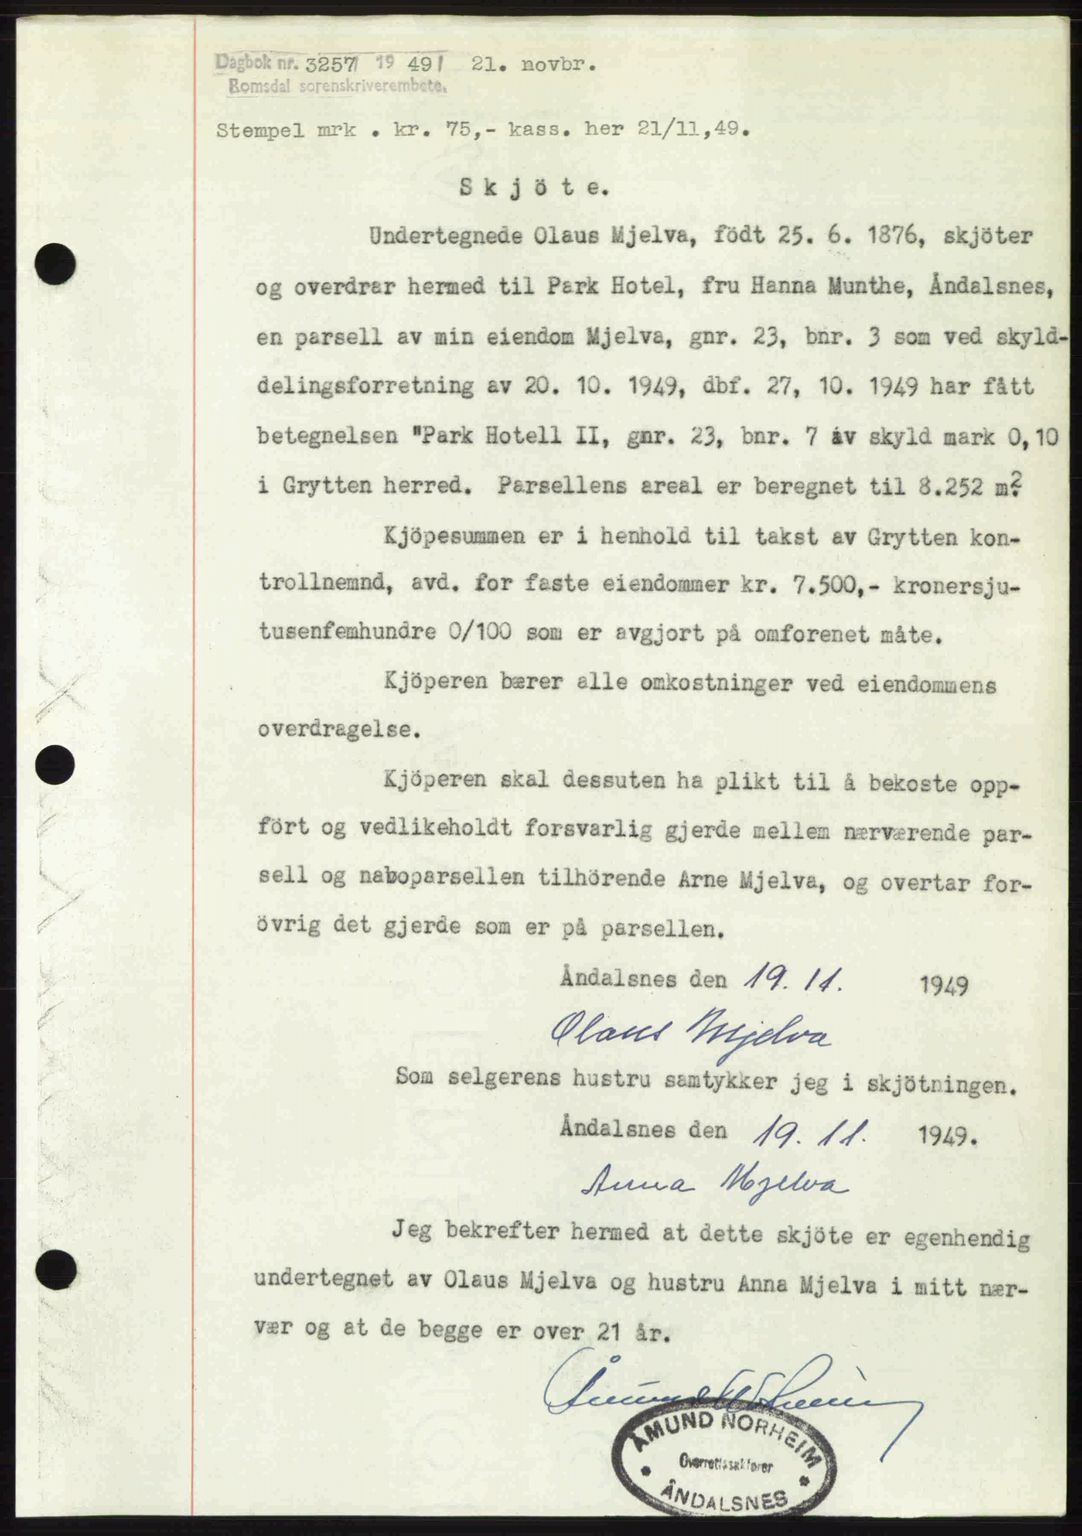 Dagbok nr. 3257 19 49 21. novbr.
Romsdal sorenskriverembete.
Stempel mrk . kr. 75,- kass. her 21/11,49.
S k j ö t e.
Undertegnede Olaus Mjelva, födt 25. 6. 1876, skjöter
og overdrar hermed til Park Hotel, fru Hanna Munthe, Åndalsnes,
en parsell av min eiendom Mjelva, gnr. 23, bnr. 3 som ved skyld-
delingsforretning av 20. 10. 1949, dbf. 27, 10. 1949 har fått
betegnelsen "Park Hotell II, gnr. 23, bnr. 7 av skyld mark 0,10
i Grytten herred. Parsellens areal er beregnet til 8.252 m2.
Kjöpesummen er i henhold til takst av Grytten kon-
trollnemnd, avd. for faste eiendommer kr. 7.500,- kronersju-
tusenfemhundre 0/100 som er avgjort på omforenet måte.
Kjöperen bærer alle omkostninger ved eiendommens
overdragelse.
Kjöperen skal dessuten ha plikt til å bekoste opp-
fört og vedlikeholdt forsvarlig gjerde mellem nærværende par-
sell og naboparsellen tilhörende Arne Mjelva, og overtar for-
övrig det gjerde som er på parsellen.
Åndalsnes den 19. 11. 1949
Olaus Mjelva
Som selgerens hustru samtykker jeg i skjötningen.
Åndalsnes den 19. 11. 1949.
Anna Mjelva
Jeg bekrefter hermed at dette skjöte er egenhendig
undertegnet av Olaus Mjelva og hustru Anna Mjelva i mitt nær-
vær og at de begge er over 21 år.
Åmund Norheim
ÅMUND NORHEIM
Overrettssakfører
ÅNDALSNES